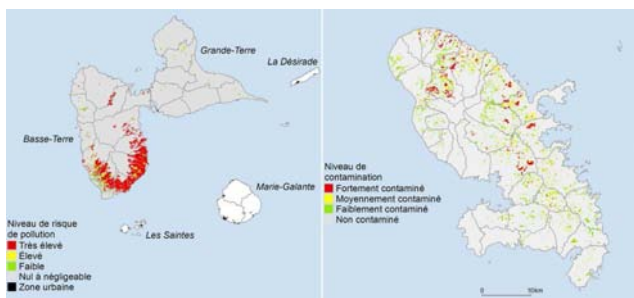 Grande-Terre
La Désirade
Basse-Terre
Marie-Galante
Les Saintes
Niveau de risque
de pollution
Très élevé
Élevé
Faible
Nul à négligeable
Zone urbaine
Niveau de
contamination
Fortement contaminé
Moyennement contaminé
Faiblement contaminé
Non contaminé
0
10km